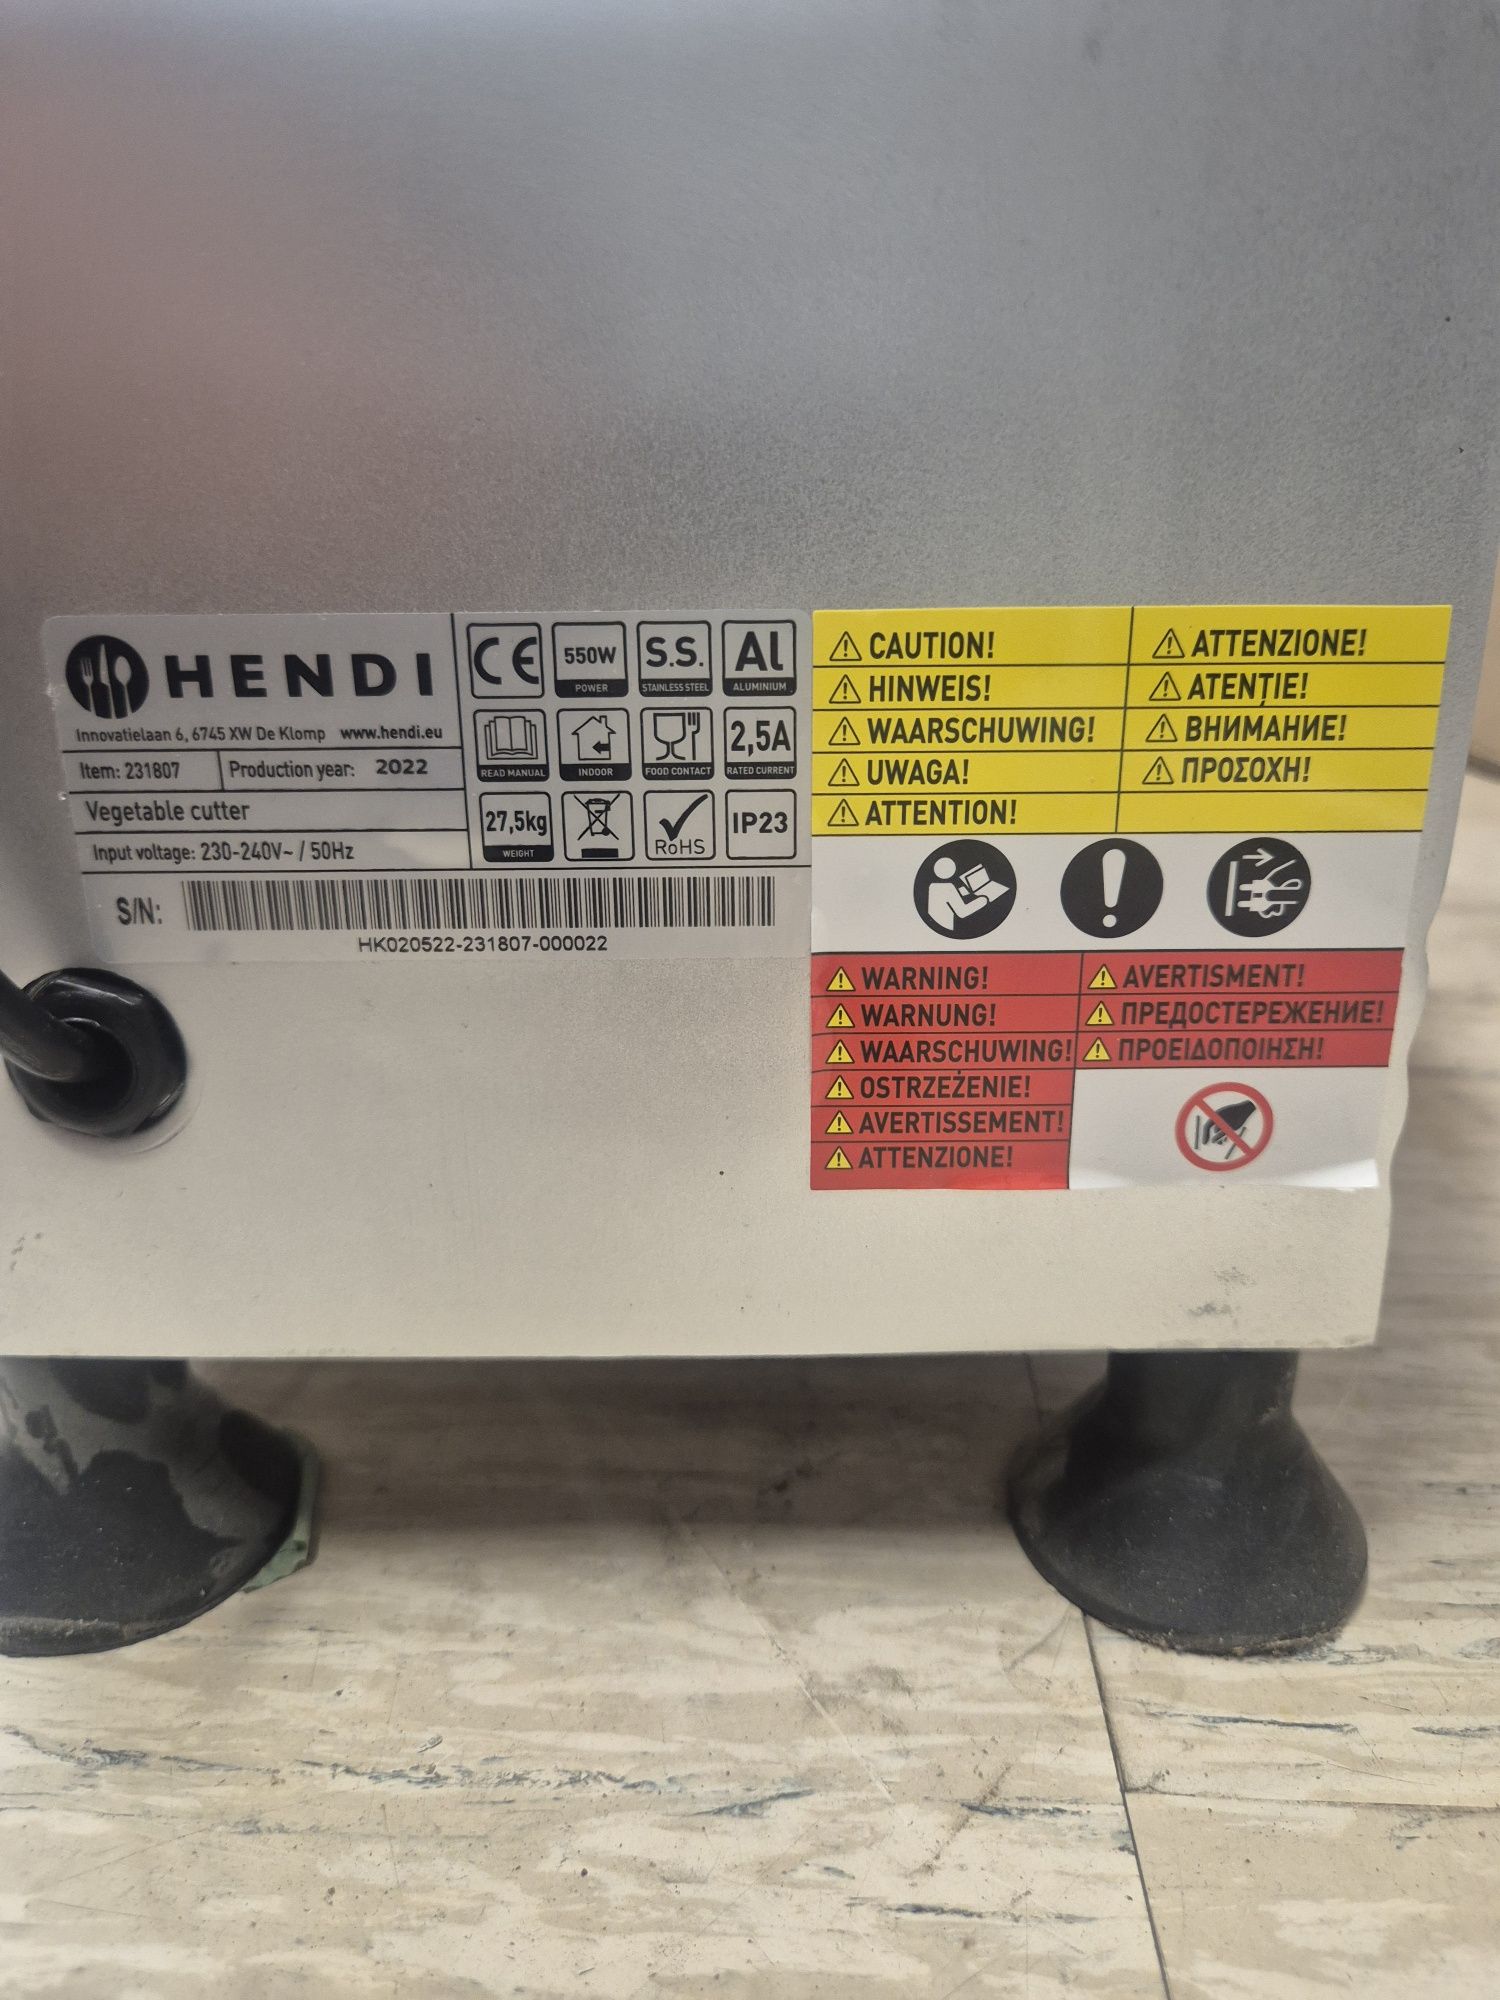 HENDI
Innovatielaan 6, 6745 XW De Klomp www.hendi.eu
Item: 231807 Production year: 2022
Vegetable cutter
Input voltage: 230-240V~ / 50Hz
CE
550W
POWER
S.S.
STAINLESS STEEL
Al
ALUMINIUM
READ MANUAL
INDOOR
FOOD CONTACT
2,5A
RATED CURRENT
27,5kg
WEIGHT
RoHS
IP23
S/N:
HK020522-231807-000022
CAUTION!
HINWEIS!
WAARSCHUWING!
UWAGA!
ATTENTION!
ATTENZIONE!
ATENȚIE!
ВНИМАНИЕ!
ΠΡΟΣΟΧΗ!
WARNING!
WARNUNG!
WAARSCHUWING!
OSTRZEŻENIE!
AVERTISSEMENT!
ATTENZIONE!
AVERTISMENT!
ПРЕДОСТЕРЕЖЕНИЕ!
ΠΡΟΕΙΔΟΠΟΙΗΣΗ!